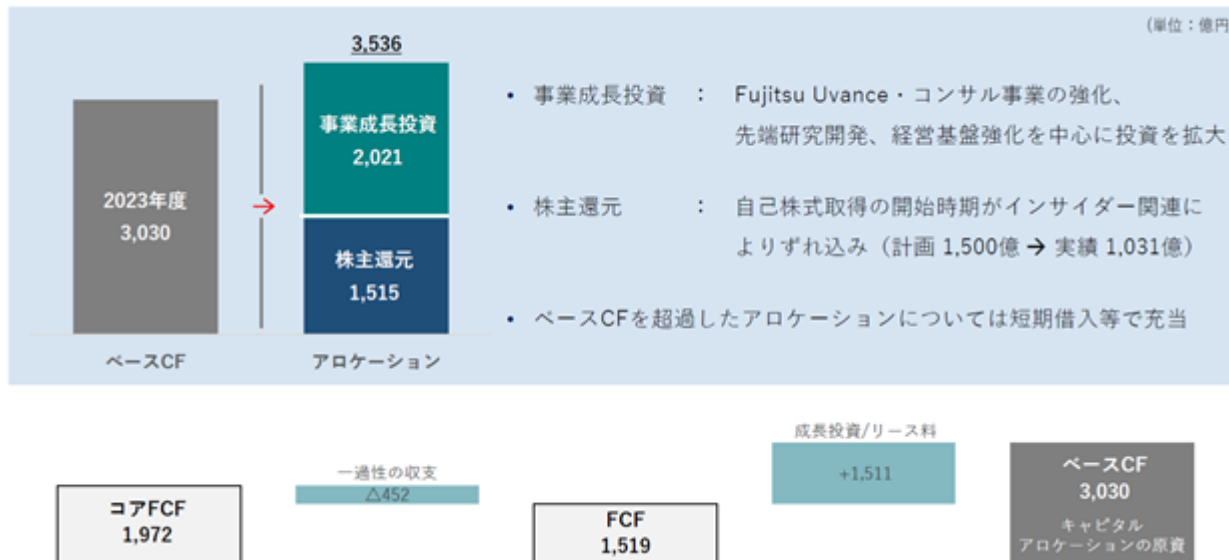 (単位：億円
3,536
事業成長投資
2,021
2023年度
3,030
株主還元
1,515
ベースCF
アロケーション
• 事業成長投資 ： Fujitsu Uvance・コンサル事業の強化、
先端研究開発、経営基盤強化を中心に投資を拡大
• 株主還元 ： 自己株式取得の開始時期がインサイダー関連に
よりずれ込み（計画 1,500億 → 実績 1,031億）
• ベースCFを超過したアロケーションについては短期借入等で充当
コアFCF
1,972
一過性の収支
△452
FCF
1,519
成長投資/リース料
+1,511
ベースCF
3,030
キャピタル
アロケーションの原資